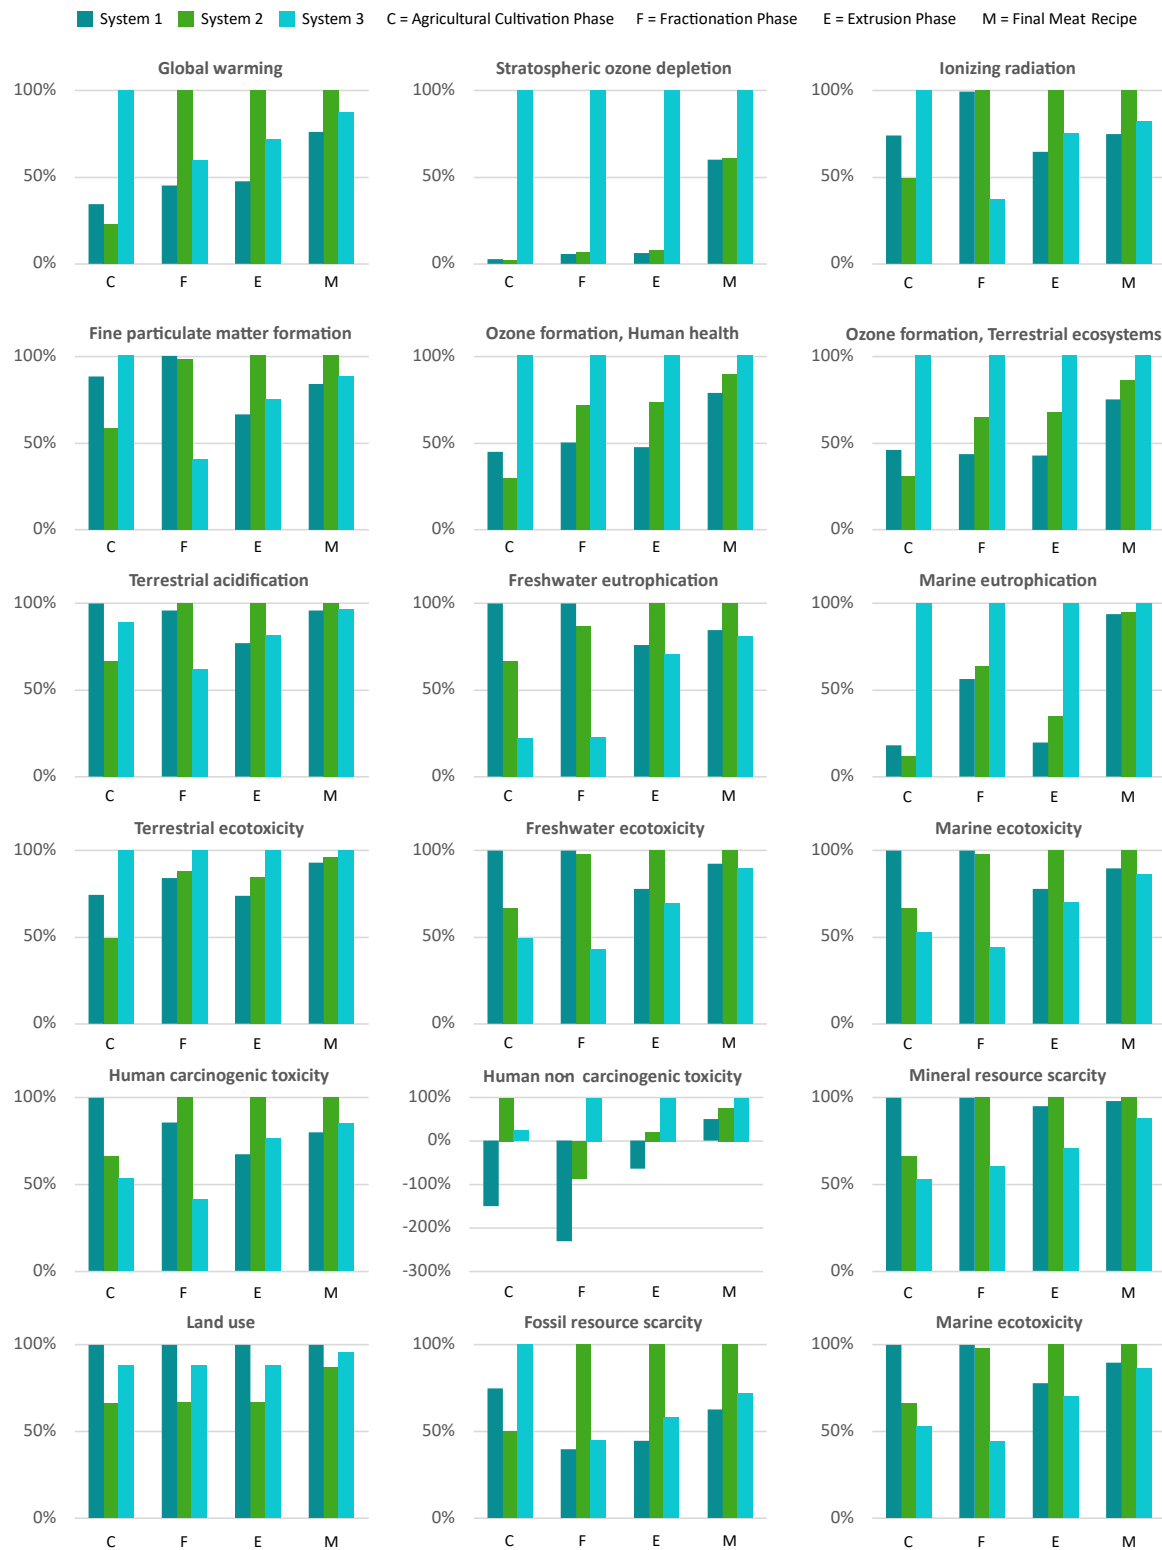 System 1 System 2 System 3 C = Agricultural Cultivation Phase F = Fractionation Phase E = Extrusion Phase M = Final Meat Recipe
Global warming
100%
50%
0%
C F E M
Stratospheric ozone depletion
100%
50%
0%
C F E M
Ionizing radiation
100%
50%
0%
C F E M
Fine particulate matter formation
100%
50%
0%
C F E M
Ozone formation, Human health
100%
50%
0%
C F E M
Ozone formation, Terrestrial ecosystems
100%
50%
0%
C F E M
Terrestrial acidification
100%
50%
0%
C F E M
Freshwater eutrophication
100%
50%
0%
C F E M
Marine eutrophication
100%
50%
0%
C F E M
Terrestrial ecotoxicity
100%
50%
0%
C F E M
Freshwater ecotoxicity
100%
50%
0%
C F E M
Marine ecotoxicity
100%
50%
0%
C F E M
Human carcinogenic toxicity
100%
50%
0%
C F E M
Human non-carcinogenic toxicity
100%
0%
-100%
-200%
-300%
C F E M
Mineral resource scarcity
100%
50%
0%
C F E M
Land use
100%
50%
0%
C F E M
Fossil resource scarcity
100%
50%
0%
C F E M
Marine ecotoxicity
100%
50%
0%
C F E M